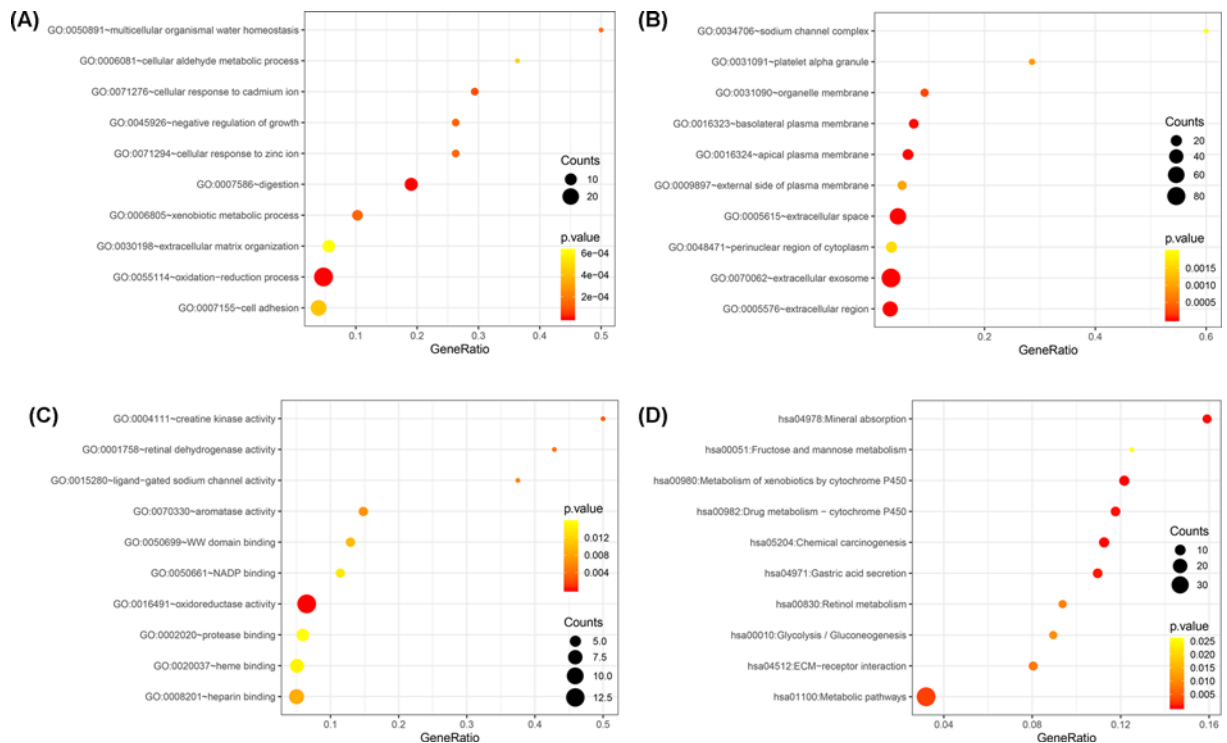 (A)
GO:0050891~multicellular organismal water homeostasis
GO:0006081~cellular aldehyde metabolic process
GO:0071276~cellular response to cadmium ion
GO:0045926~negative regulation of growth
GO:0071294~cellular response to zinc ion
GO:0007586~digestion
GO:0006805~xenobiotic metabolic process
GO:0030198~extracellular matrix organization
GO:0055114~oxidation-reduction process
GO:0007155~cell adhesion
0.1 0.2 0.3 0.4 0.5
GeneRatio
Counts
10
20
p.value
6e-04
4e-04
2e-04
(B)
GO:0034706~sodium channel complex
GO:0031091~platelet alpha granule
GO:0031090~organelle membrane
GO:0016323~basolateral plasma membrane
GO:0016324~apical plasma membrane
GO:0009897~external side of plasma membrane
GO:0005615~extracellular space
GO:0048471~perinuclear region of cytoplasm
GO:0070062~extracellular exosome
GO:0005576~extracellular region
0.2 0.4 0.6
GeneRatio
Counts
20
40
60
80
p.value
0.0015
0.0010
0.0005
(C)
GO:0004111~creatine kinase activity
GO:0001758~retinal dehydrogenase activity
GO:0015280~ligand-gated sodium channel activity
GO:0070330~aromatase activity
GO:0050699~WW domain binding
GO:0050661~NADP binding
GO:0016491~oxidoreductase activity
GO:0002020~protease binding
GO:0020037~heme binding
GO:0008201~heparin binding
0.1 0.2 0.3 0.4 0.5
GeneRatio
p.value
0.012
0.008
0.004
Counts
5.0
7.5
10.0
12.5
(D)
hsa04978:Mineral absorption
hsa00051:Fructose and mannose metabolism
hsa00980:Metabolism of xenobiotics by cytochrome P450
hsa00982:Drug metabolism − cytochrome P450
hsa05204:Chemical carcinogenesis
hsa04971:Gastric acid secretion
hsa00830:Retinol metabolism
hsa00010:Glycolysis / Gluconeogenesis
hsa04512:ECM-receptor interaction
hsa01100:Metabolic pathways
0.04 0.08 0.12 0.16
GeneRatio
Counts
10
20
30
p.value
0.025
0.020
0.015
0.010
0.005